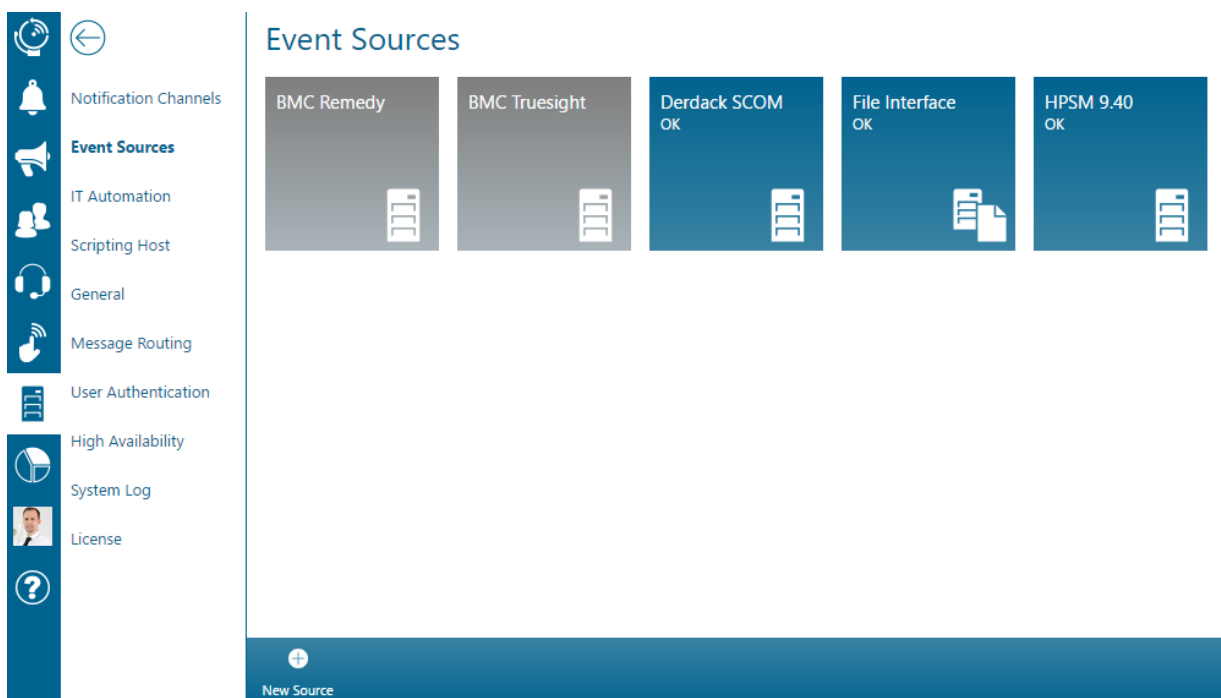 Notification Channels
Event Sources
IT Automation
Scripting Host
General
Message Routing
User Authentication
High Availability
System Log
License
Event Sources
BMC Remedy
BMC Truesight
Derdack SCOM
OK
File Interface
OK
HPSM 9.40
OK
New Source